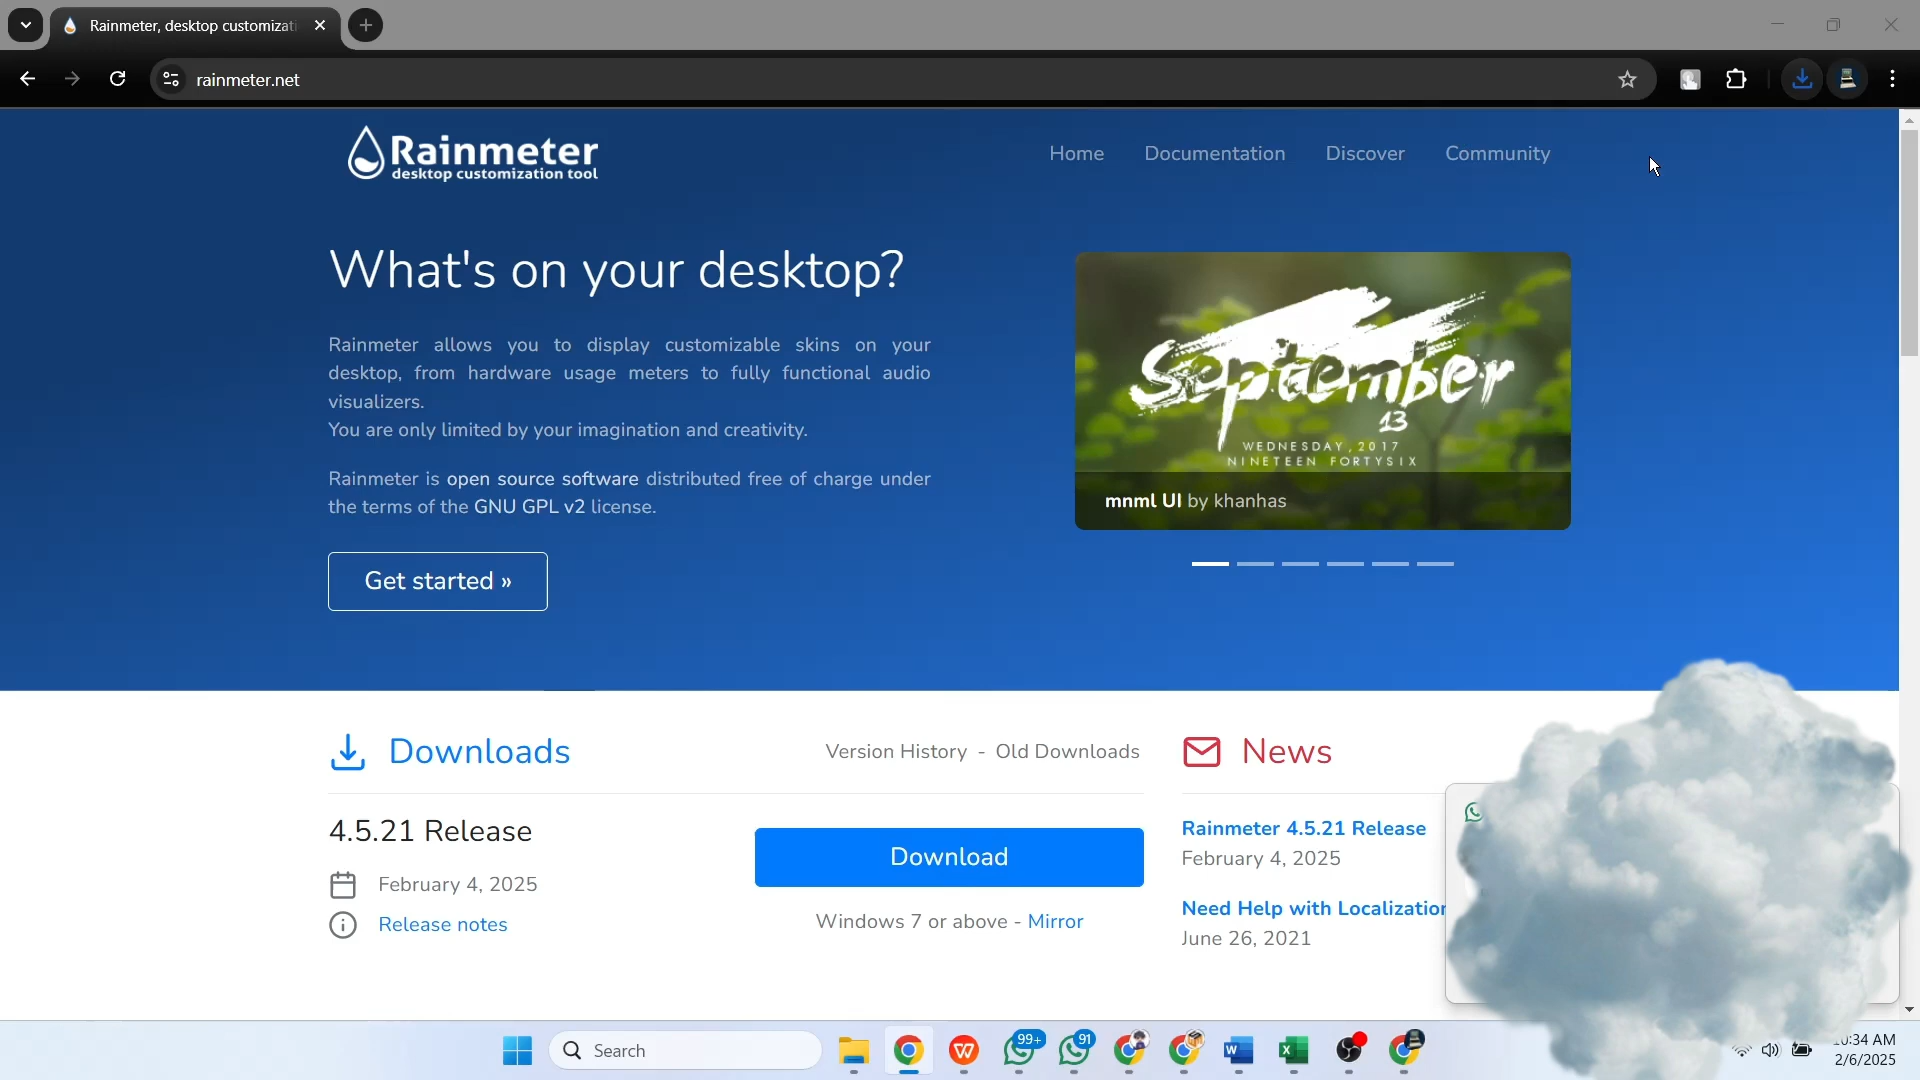 Rainmeter, desktop customizati
rainmeter.net
Rainmeter
desktop customization tool
Home
Documentation
Discover
Community
What's on your desktop?
Rainmeter allows you to display customizable skins on your
desktop, from hardware usage meters to fully functional audio
visualizers.
You are only limited by your imagination and creativity.
Rainmeter is open source software distributed free of charge under
the terms of the GNU GPL v2 license.
Get started »
September
13
WEDNESDAY, 2017
NINETEEN FORTYSIX
mnml UI by khanhas
Downloads
Version History - Old Downloads
4.5.21 Release
February 4, 2025
Release notes
Download
Windows 7 or above - Mirror
News
Rainmeter 4.5.21 Release
February 4, 2025
Need Help with Localization
June 26, 2021
Search
99+
91
:34 AM
2/6/2025